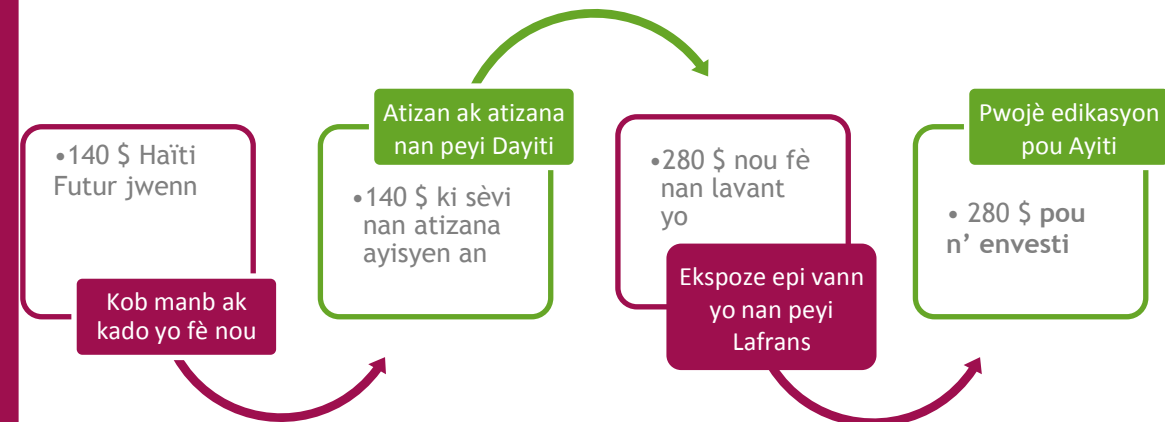 •140 $ Haïti
Futur jwenn
Kob manb ak
kado yo fè nou
Atizan ak atizana
nan peyi Dayiti
•140 $ ki sèvi
nan atizana
ayisyen an
•280 $ nou fè
nan lavant
yo
Ekspoze epi vann
yo nan peyi
Lafrans
Pwojè edikasyon
pou Ayiti
• 280 $ pou
n’ envesti